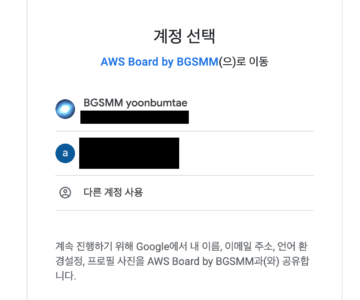 계정 선택
AWS Board by BGSMM(으)로 이동
BGSMM yoonbumtae
a
다른 계정 사용
계속 진행하기 위해 Google에서 내 이름, 이메일 주소, 언어 환
경설정, 프로필 사진을 AWS Board by BGSMM과(와) 공유합
니다.